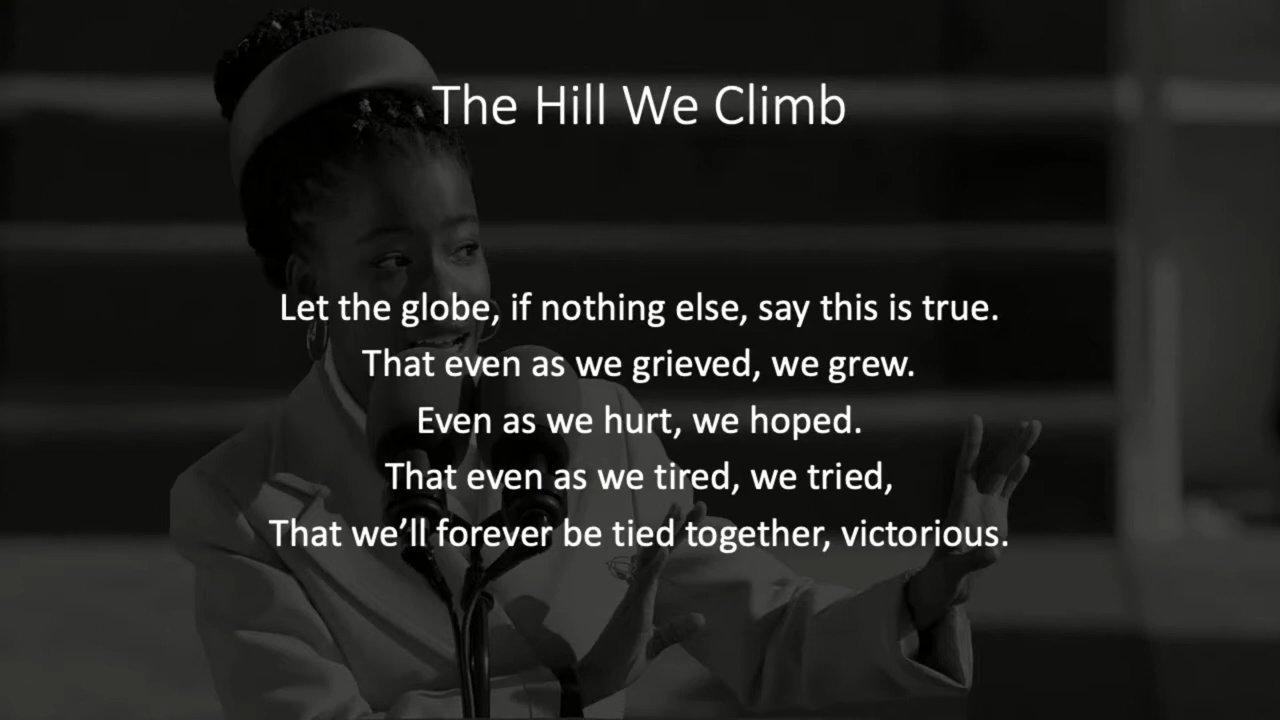 The Hill We Climb
Let the globe, if nothing else, say this is true.
That even as we grieved, we grew.
Even as we hurt, we hoped.
That even as we tired, we tried,
That we’ll forever be tied together, victorious.